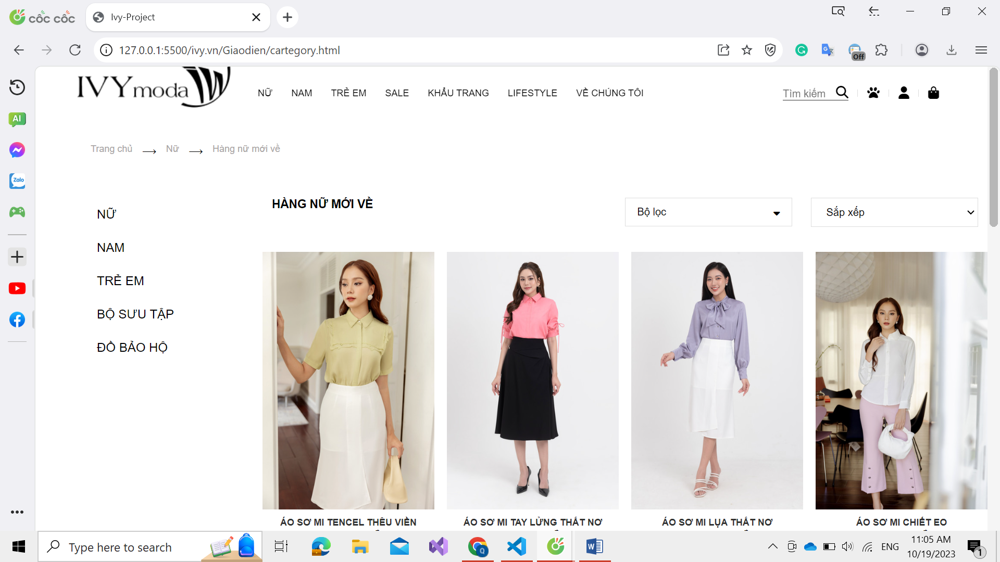 cốc cốc
Ivy-Project
127.0.0.1:5500/ivy.vn/Giaodien/cartegory.html
Off
IVY moda
NỮ NAM TRẺ EM SALE KHẨU TRANG LIFESTYLE VỀ CHÚNG TÔI
Tìm kiếm
AI
Trang chủ ⟶ Nữ ⟶ Hàng nữ mới về
Zalo
HÀNG NỮ MỚI VỀ
Bộ lọc
Sắp xếp
NỮ
NAM
TRẺ EM
BỘ SƯU TẬP
ĐỒ BẢO HỘ
ÁO SƠ MI TENCEL THÊU VIỀN
ÁO SƠ MI TAY LỬNG THẮT NƠ
ÁO SƠ MI LỤA THẮT NƠ
ÁO SƠ MI CHIẾT EO
Type here to search
ENG
11:05 AM
10/19/2023
1